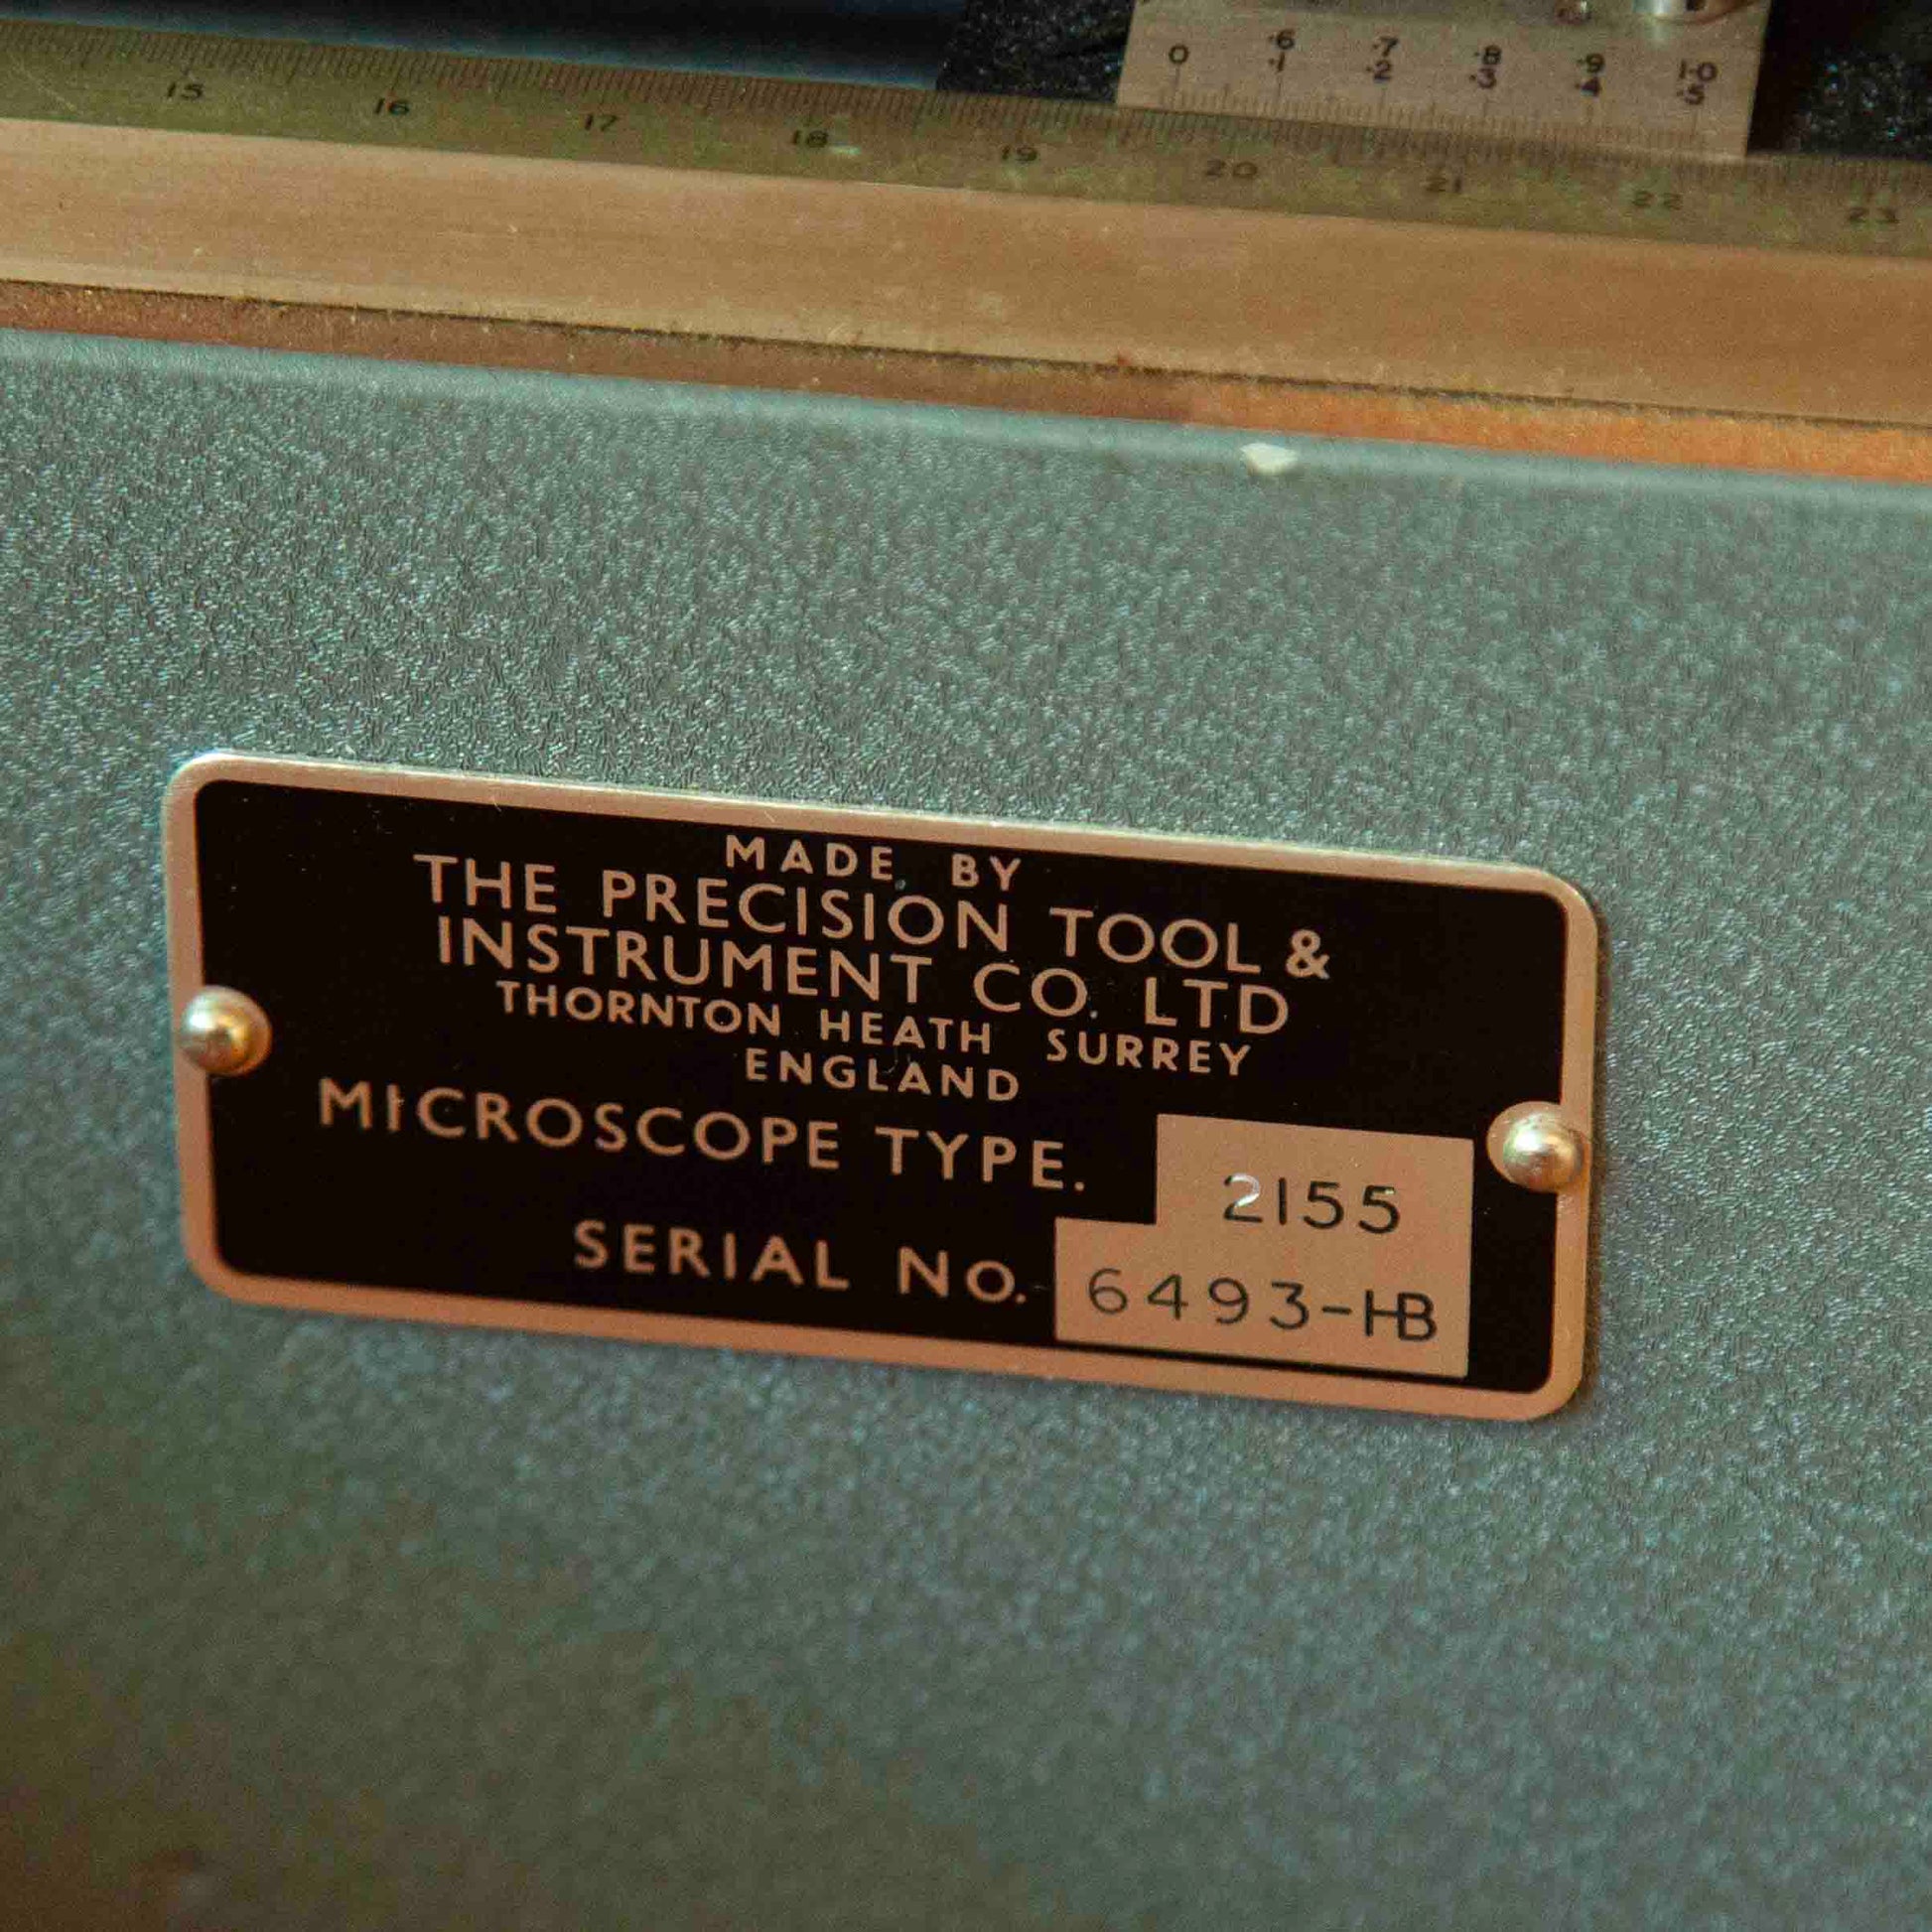 0 ·6 ·7 ·8 ·9 1·0
·1 ·2 ·3 ·4 ·5
15 16 17 18 19 20 21 22 23
MADE BY
THE PRECISION TOOL &
INSTRUMENT CO. LTD
THORNTON HEATH SURREY
ENGLAND
MICROSCOPE TYPE. 2155
SERIAL NO. 6493-HB